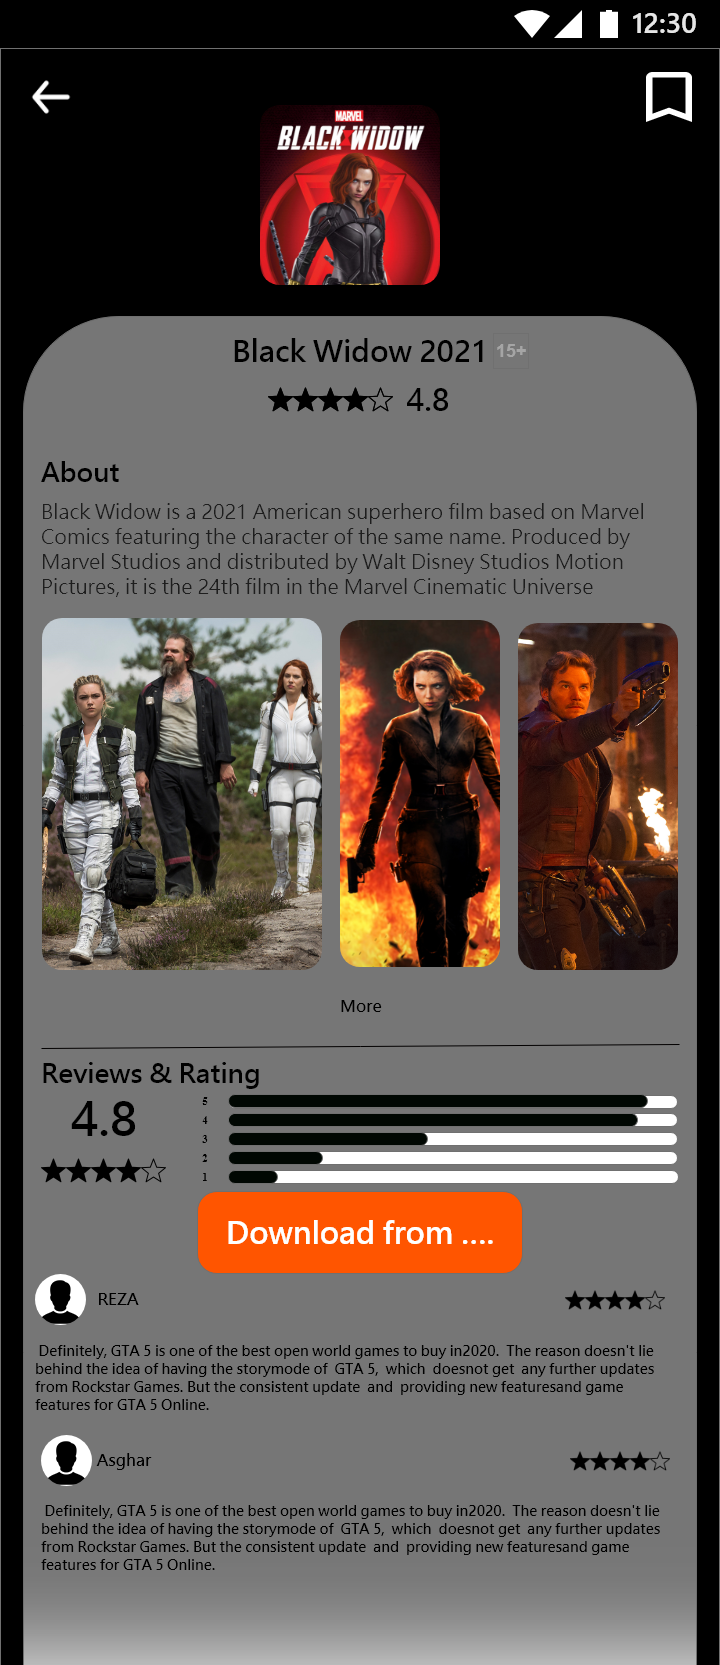 12:30
MARVEL
BLACK WIDOW
Black Widow 2021 15+
4.8
About
Black Widow is a 2021 American superhero film based on Marvel
Comics featuring the character of the same name. Produced by
Marvel Studios and distributed by Walt Disney Studios Motion
Pictures, it is the 24th film in the Marvel Cinematic Universe
More
Reviews & Rating
4.8
5
4
3
2
1
Download from ....
REZA
Definitely, GTA 5 is one of the best open world games to buy in2020. The reason doesn't lie
behind the idea of having the storymode of GTA 5, which doesnot get any further updates
from Rockstar Games. But the consistent update and providing new featuresand game
features for GTA 5 Online.
Asghar
Definitely, GTA 5 is one of the best open world games to buy in2020. The reason doesn't lie
behind the idea of having the storymode of GTA 5, which doesnot get any further updates
from Rockstar Games. But the consistent update and providing new featuresand game
features for GTA 5 Online.